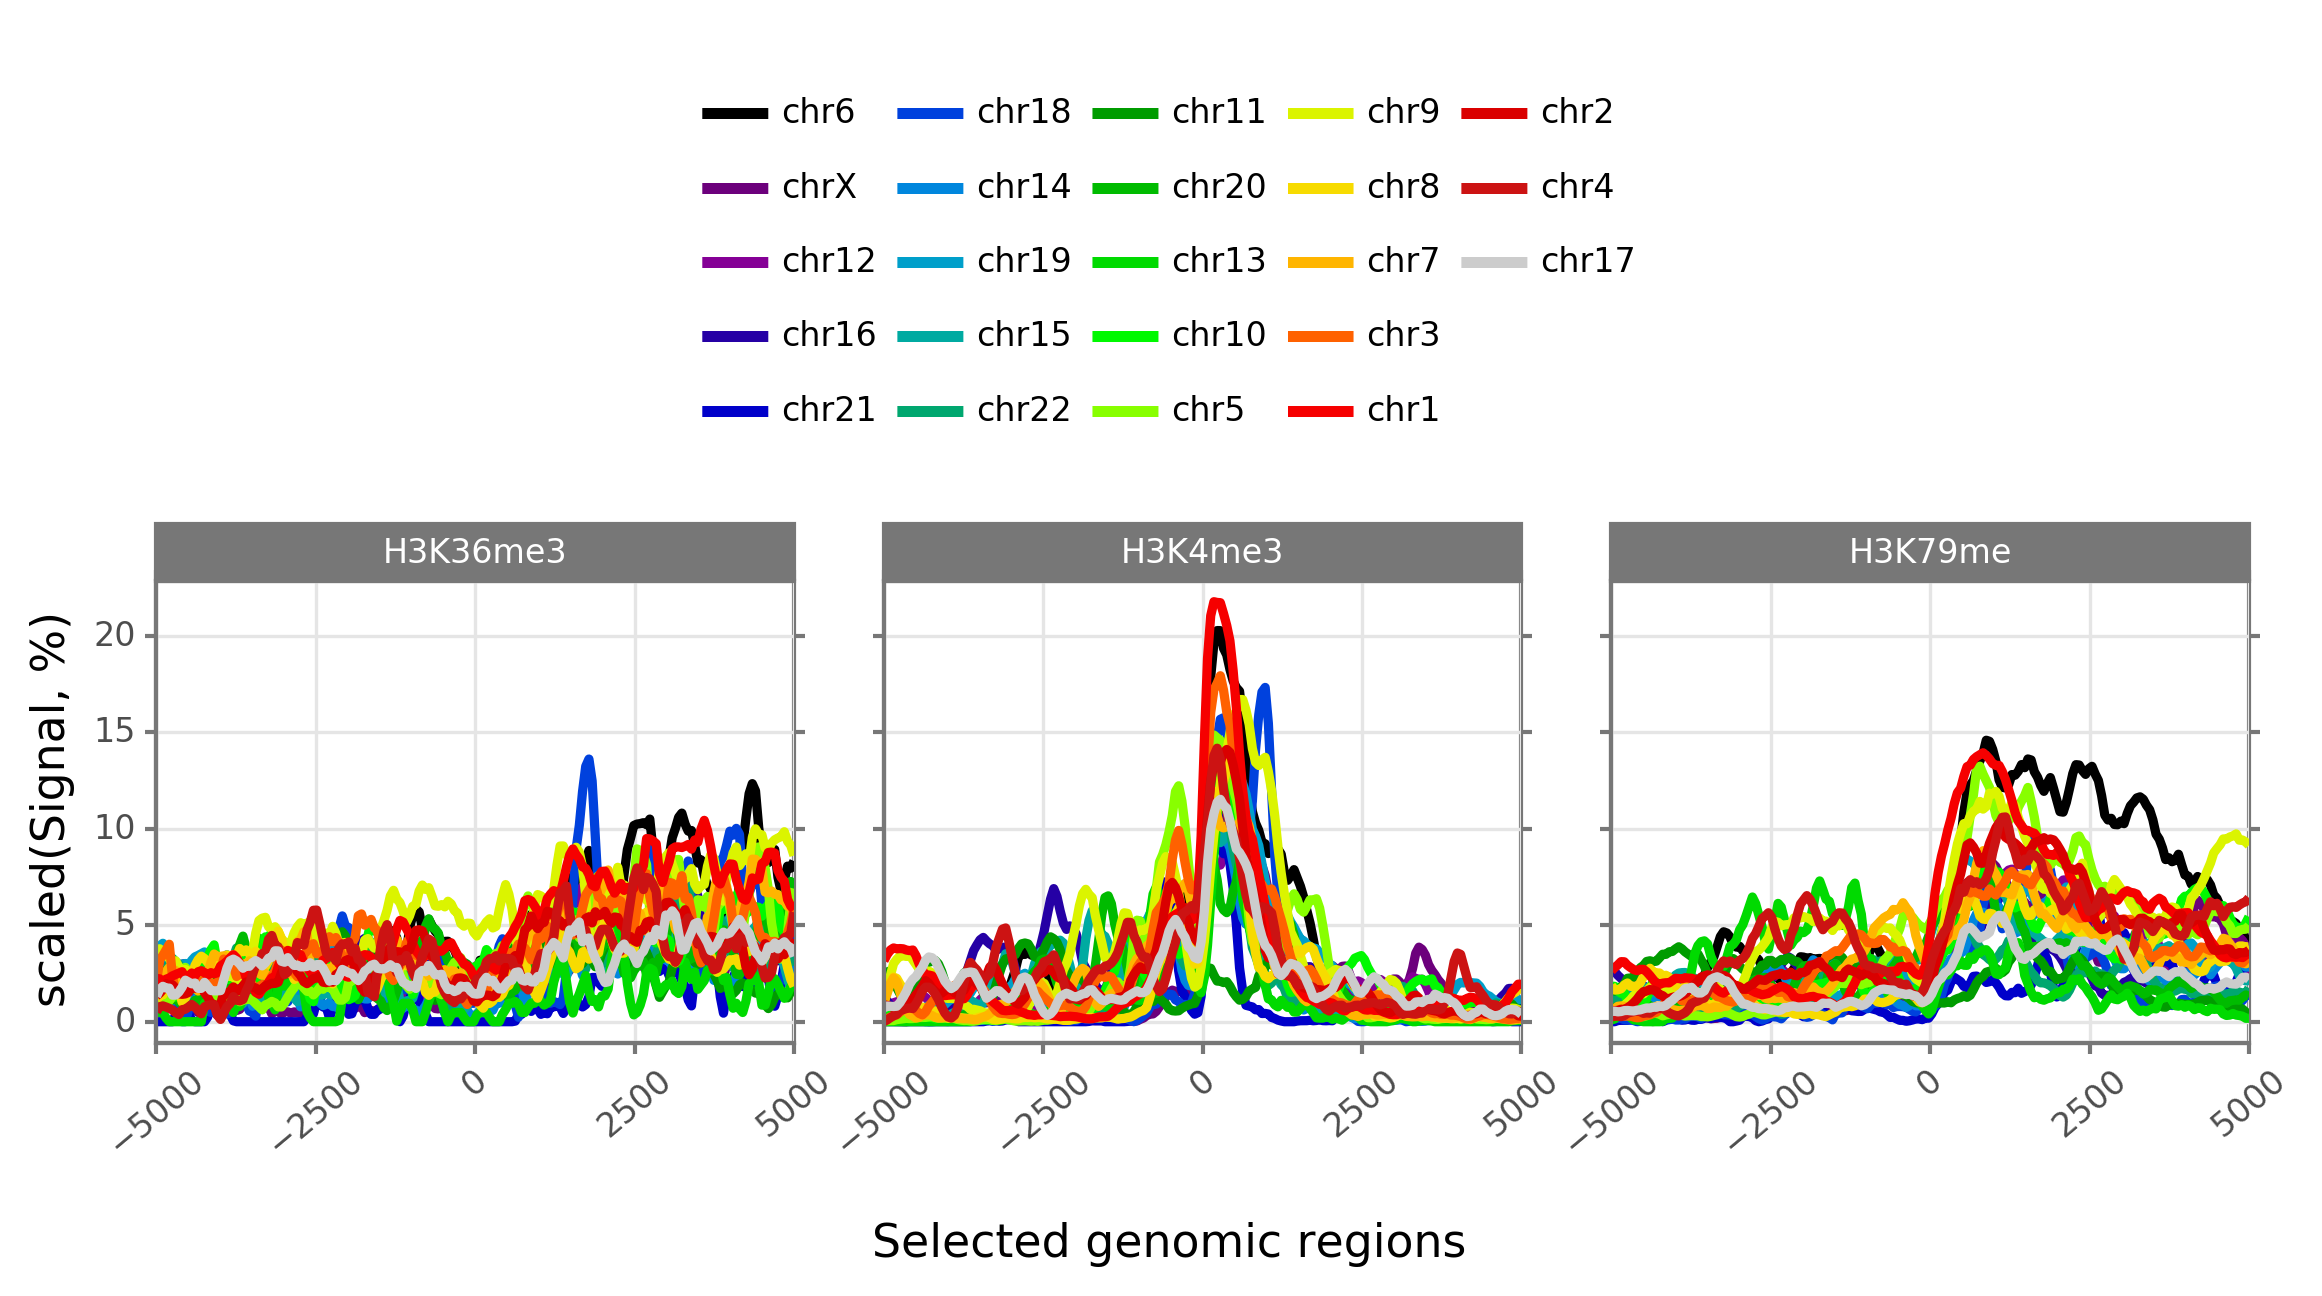 chr6 chr18 chr11 chr9 chr2
chrX chr14 chr20 chr8 chr4
chr12 chr19 chr13 chr7 chr17
chr16 chr15 chr10 chr3
chr21 chr22 chr5 chr1
H3K36me3 H3K4me3 H3K79me
scaled(Signal, %)
20
15
10
5
0
−5000 −2500 0 2500 5000 −5000 −2500 0 2500 5000 −5000 −2500 0 2500 5000
Selected genomic regions